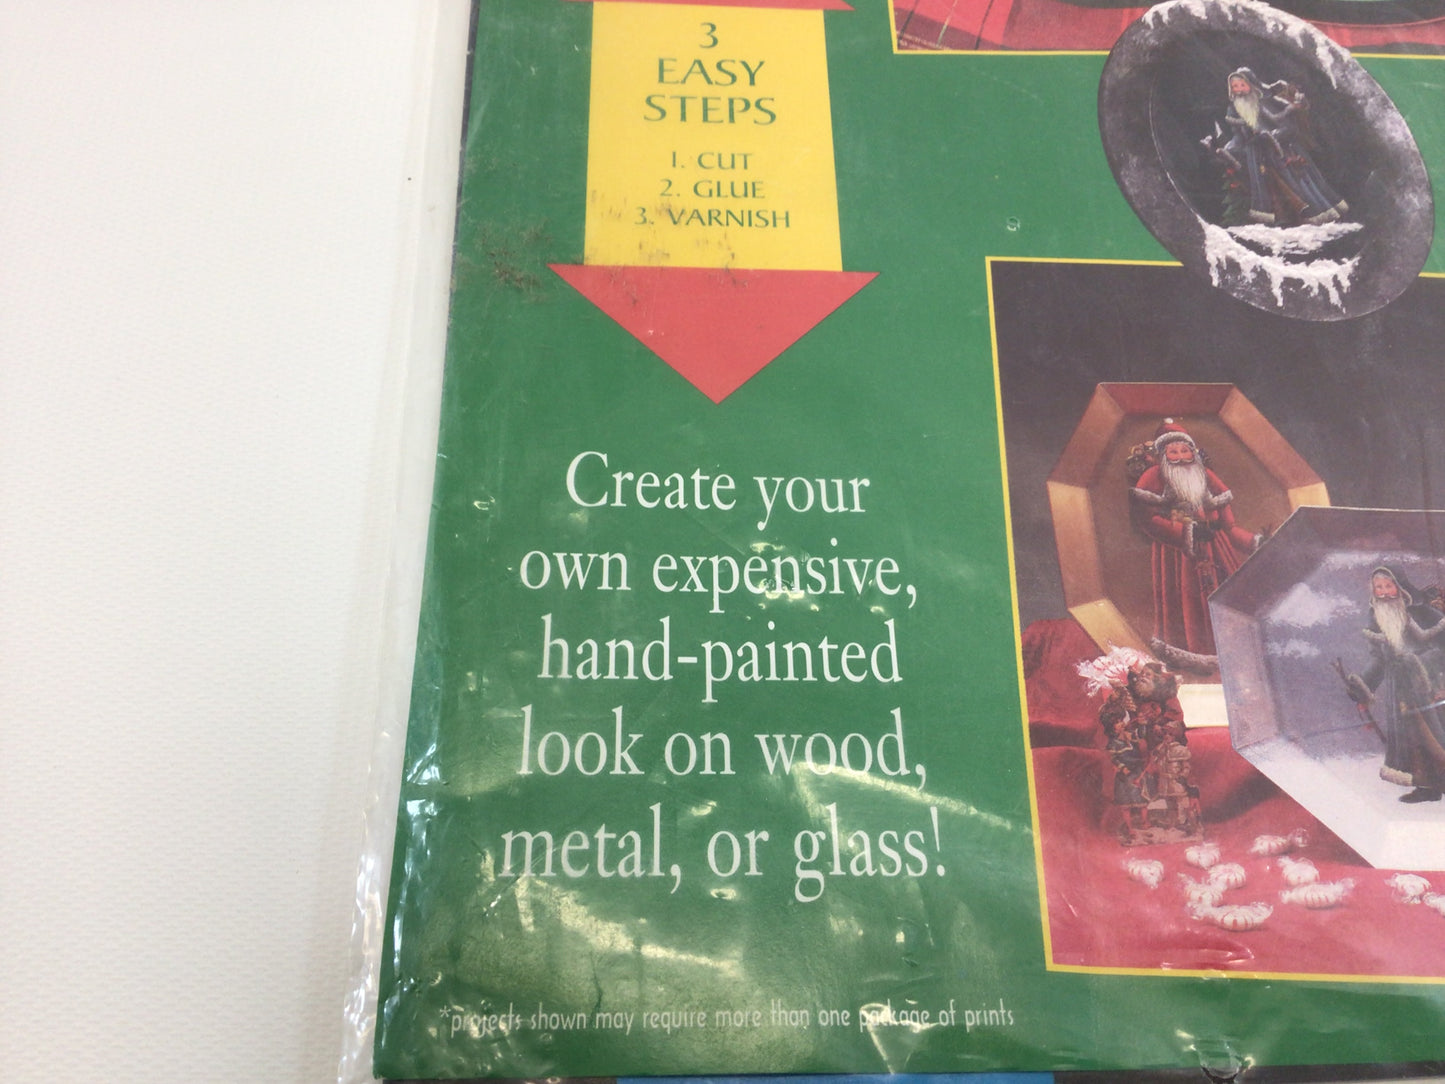 3
EASY
STEPS
1. CUT
2. GLUE
3. VARNISH
Create your
own expensive,
hand-painted
look on wood,
metal, or glass!
*projects shown may require more than one package of prints